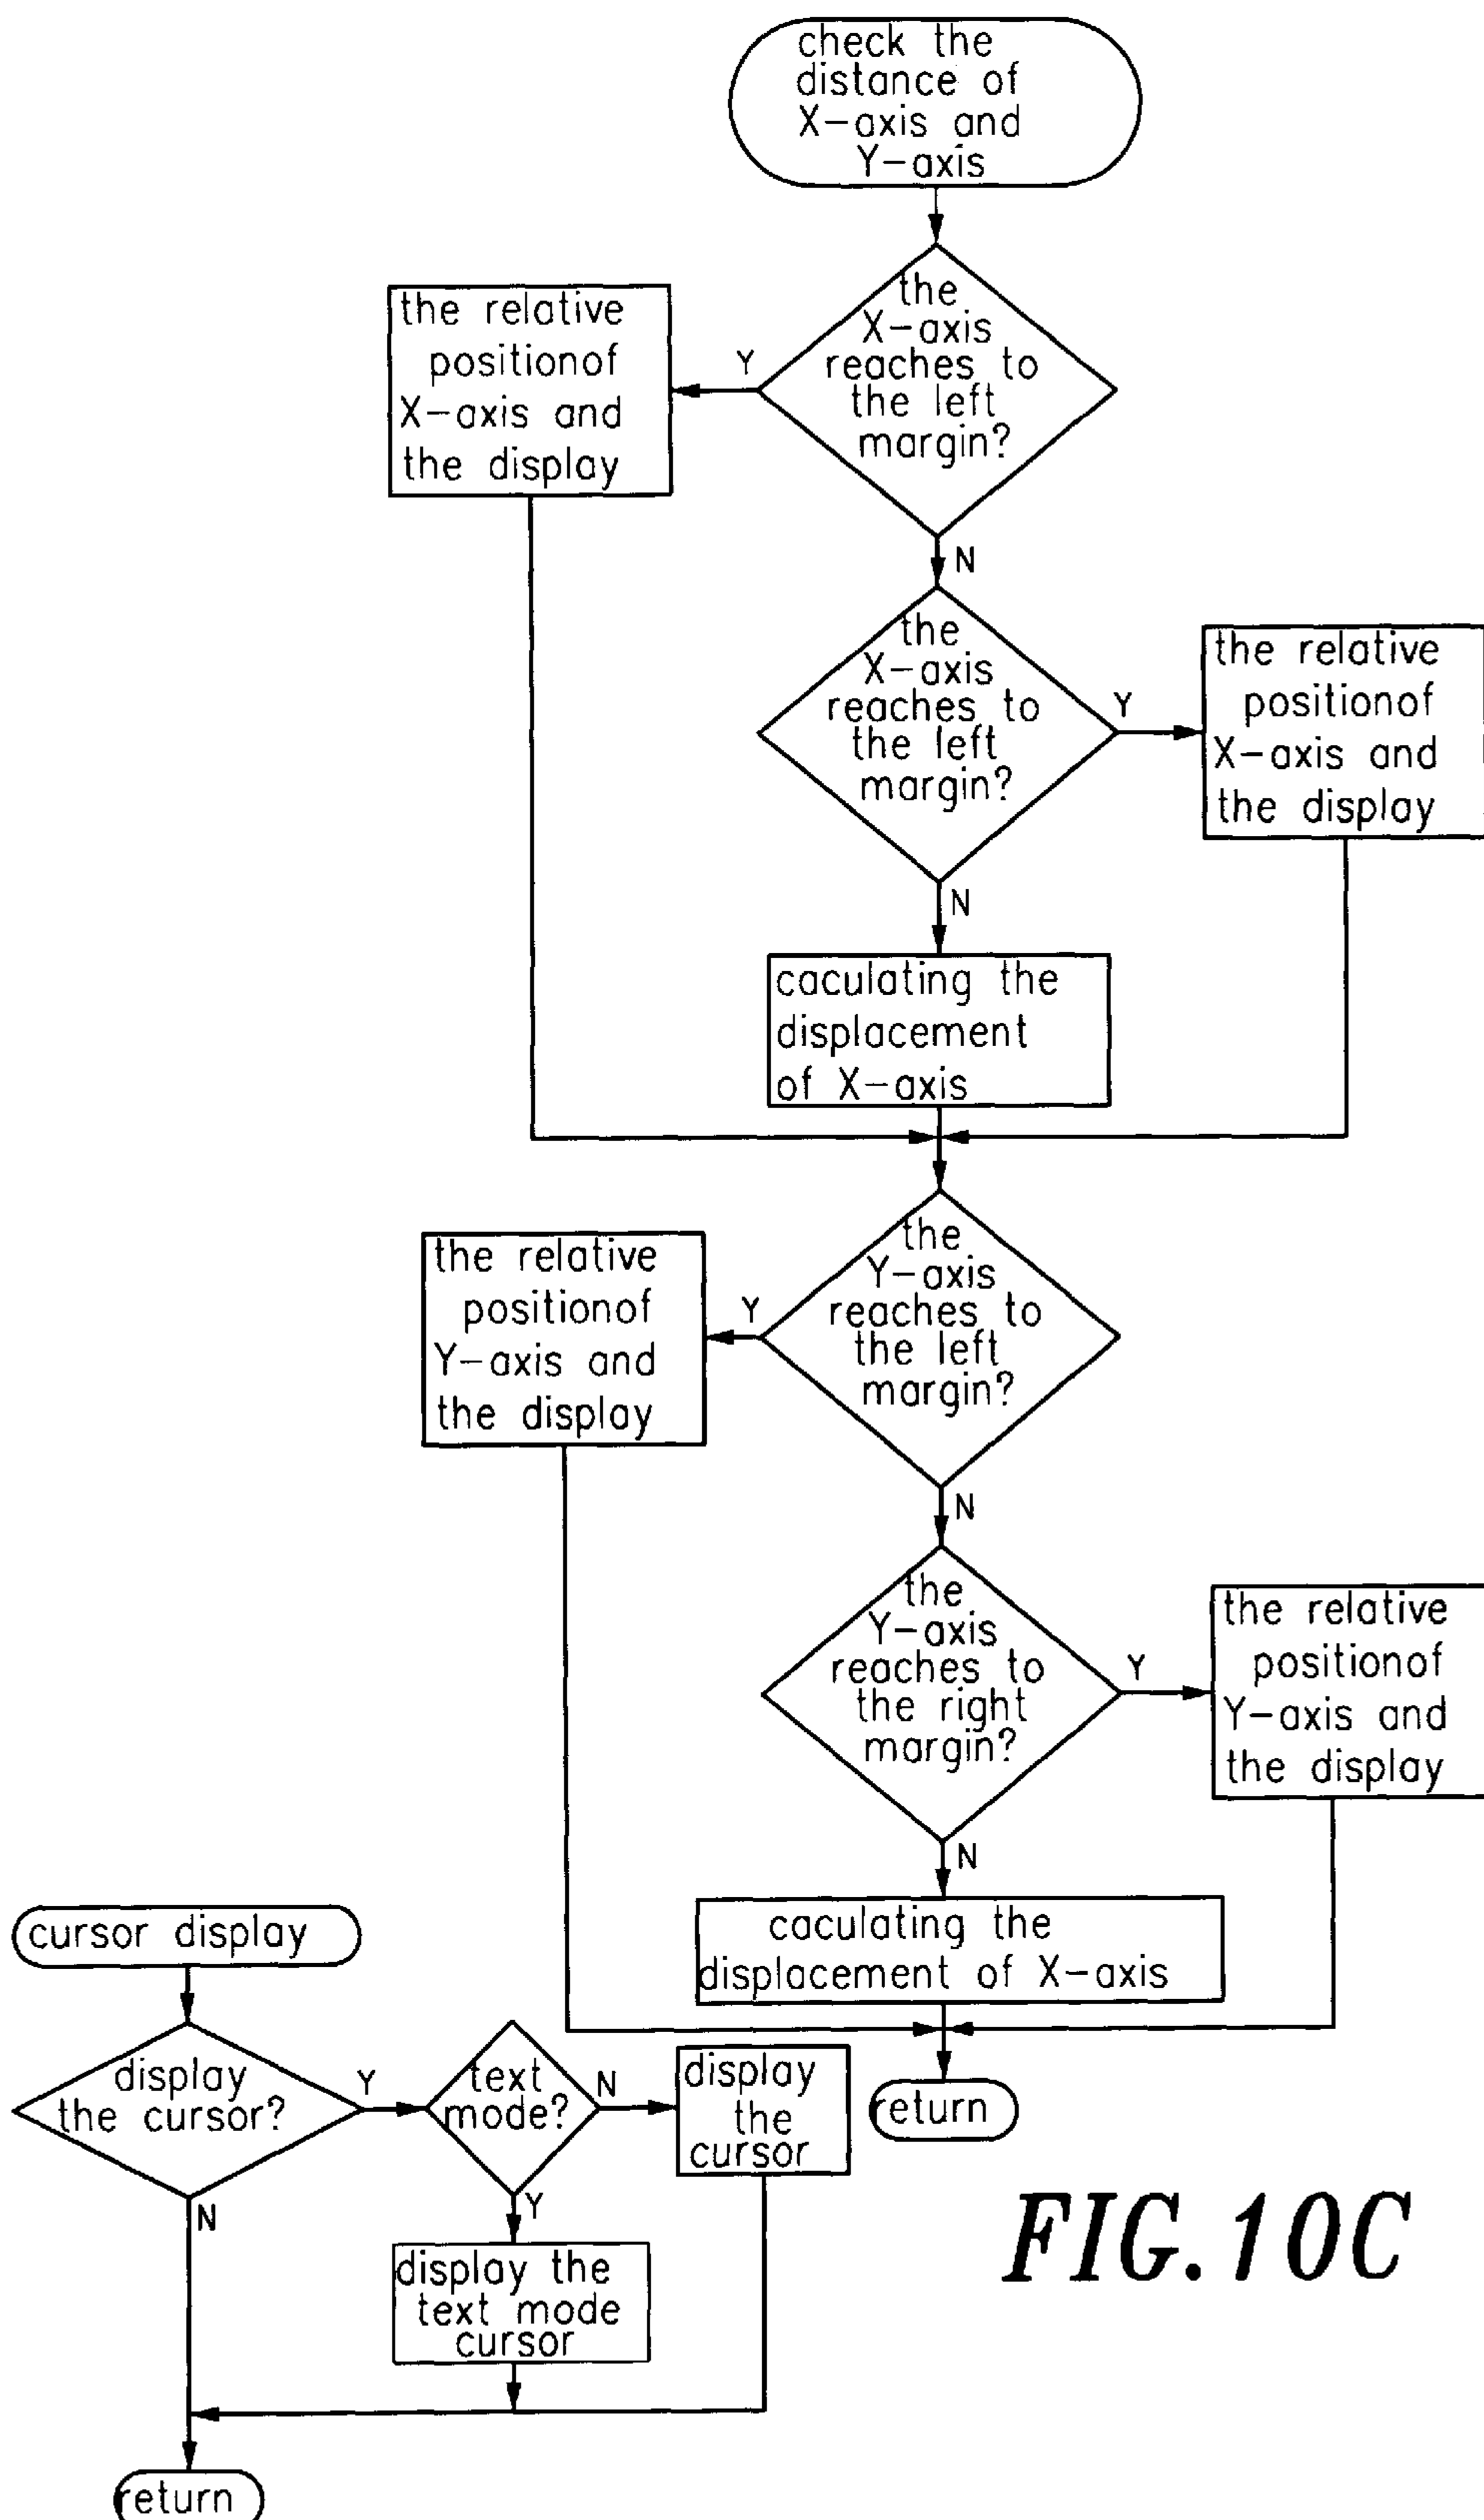 check the
distance of
X-axis and
Y-axis
the
X-axis
reaches to
the left
margin?
Y
the relative
positionof
X-axis and
the display
N
the
X-axis
reaches to
the left
margin?
Y
the relative
positionof
X-axis and
the display
N
caculating the
displacement
of X-axis
the
Y-axis
reaches to
the left
margin?
Y
the relative
positionof
Y-axis and
the display
N
the
Y-axis
reaches to
the right
margin?
Y
the relative
positionof
Y-axis and
the display
N
caculating the
displacement of X-axis
return
cursor display
display
the cursor?
Y
text
mode?
N
display
the
cursor
N
Y
display the
text mode
cursor
return
FIG.10C